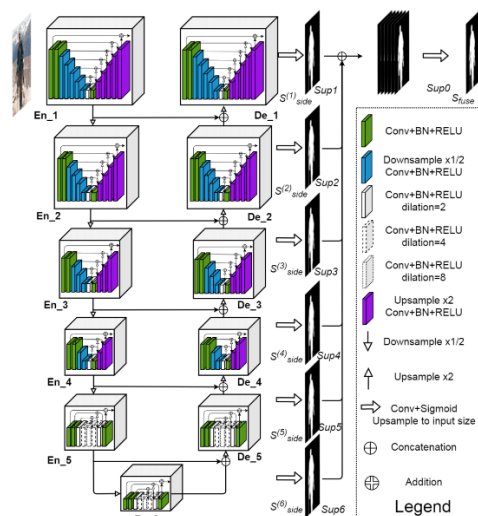 En_1
De_1
S(1)side
Sup1
Sup0
Sfuse
En_2
De_2
S(2)side
Sup2
En_3
De_3
S(3)side
Sup3
En_4
De_4
S(4)side
Sup4
En_5
De_5
S(5)side
Sup5
S(6)side
Sup6
Conv+BN+RELU
Downsample x1/2
Conv+BN+RELU
Conv+BN+RELU
dilation=2
Conv+BN+RELU
dilation=4
Conv+BN+RELU
dilation=8
Upsample x2
Conv+BN+RELU
Downsample x1/2
Upsample x2
Conv+Sigmoid
Upsample to input size
Concatenation
Addition
Legend